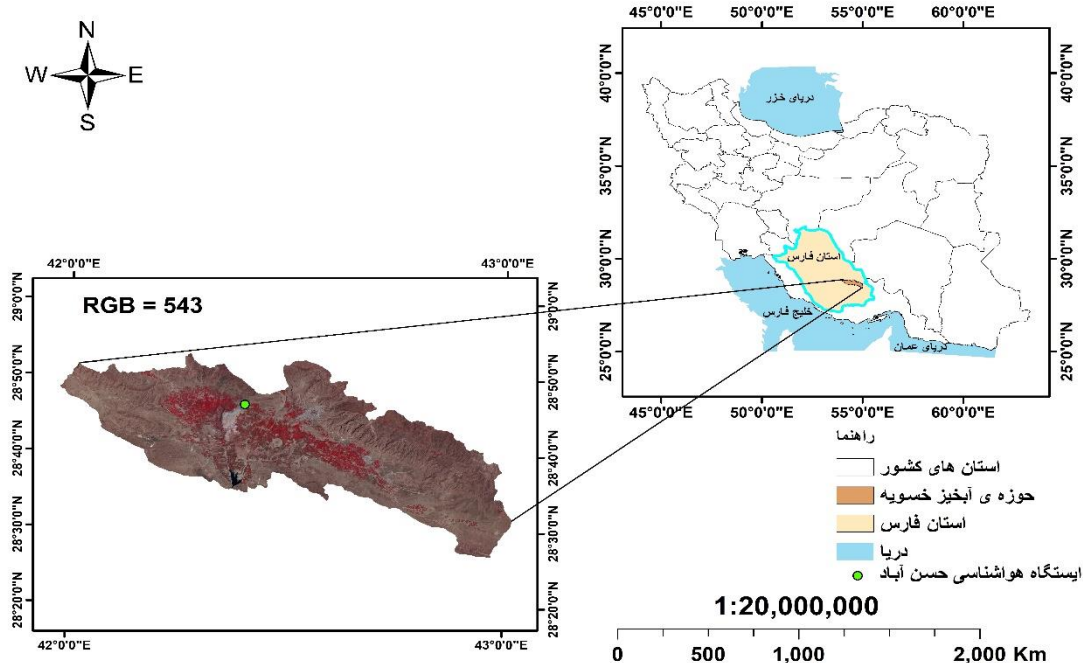 N
W E
S
45°0'0"E 50°0'0"E 55°0'0"E 60°0'0"E
40°0'0"N
35°0'0"N
30°0'0"N
25°0'0"N
40°0'0"N
35°0'0"N
30°0'0"N
25°0'0"N
دریای خزر
استان فارس
خلیج فارس
دریای عمان
45°0'0"E 50°0'0"E 55°0'0"E 60°0'0"E
42°0'0"E 43°0'0"E
RGB = 543
29°0'0"N
28°50'0"N
28°40'0"N
28°30'0"N
28°20'0"N
29°0'0"N
28°50'0"N
28°40'0"N
28°30'0"N
28°20'0"N
42°0'0"E 43°0'0"E
راهنما
استان های کشور
حوزه ی آبخیز خسویه
استان فارس
دریا
ایستگاه هواشناسی حسن آباد
1:20,000,000
0 500 1,000 2,000 Km